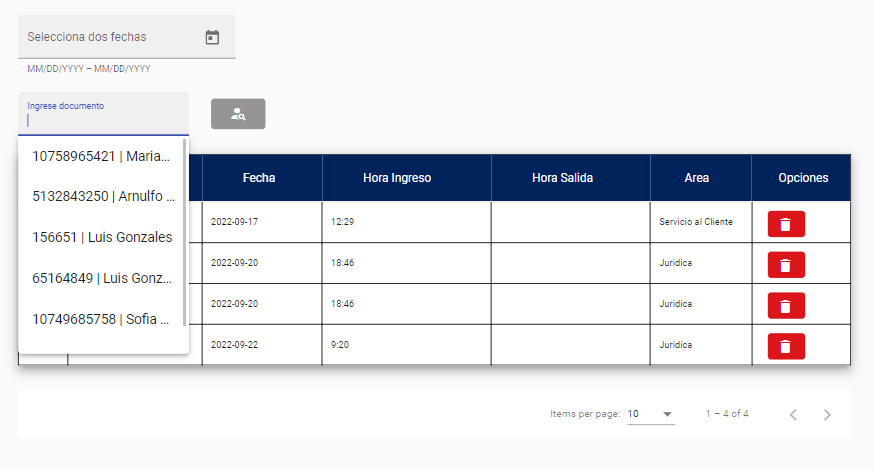 Selecciona dos fechas
MM/DD/YYYY – MM/DD/YYYY
Ingrese documento
10758965421 | Maria...
5132843250 | Arnulfo ...
156651 | Luis Gonzales
65164849 | Luis Gonz...
10749685758 | Sofia ...
Fecha Hora Ingreso Hora Salida Area Opciones
2022-09-17 12:29 Servicio al Cliente
2022-09-20 18:46 Juridica
2022-09-20 18:46 Juridica
2022-09-22 9:20 Juridica
Items per page: 10 1 – 4 of 4